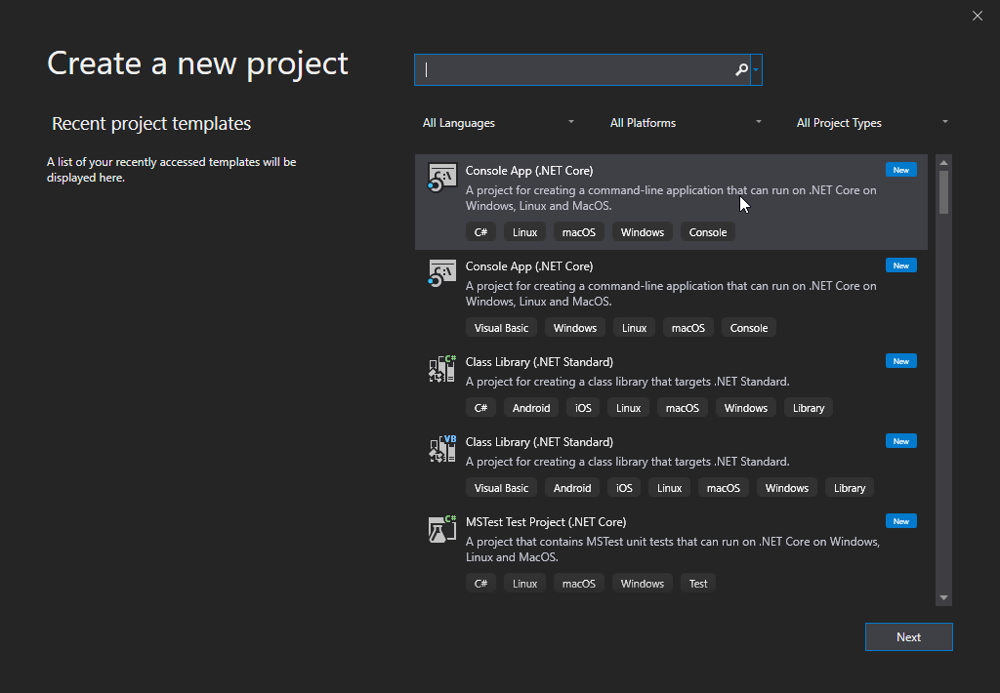 Create a new project
Recent project templates
A list of your recently accessed templates will be
displayed here.
All Languages
All Platforms
All Project Types
Console App (.NET Core)
New
A project for creating a command-line application that can run on .NET Core on
Windows, Linux and MacOS.
C# Linux macOS Windows Console
Console App (.NET Core)
New
A project for creating a command-line application that can run on .NET Core on
Windows, Linux and MacOS.
Visual Basic Windows Linux macOS Console
Class Library (.NET Standard)
New
A project for creating a class library that targets .NET Standard.
C# Android iOS Linux macOS Windows Library
Class Library (.NET Standard)
New
A project for creating a class library that targets .NET Standard.
Visual Basic Android iOS Linux macOS Windows Library
MSTest Test Project (.NET Core)
New
A project that contains MSTest unit tests that can run on .NET Core on Windows,
Linux and MacOS.
C# Linux macOS Windows Test
Next